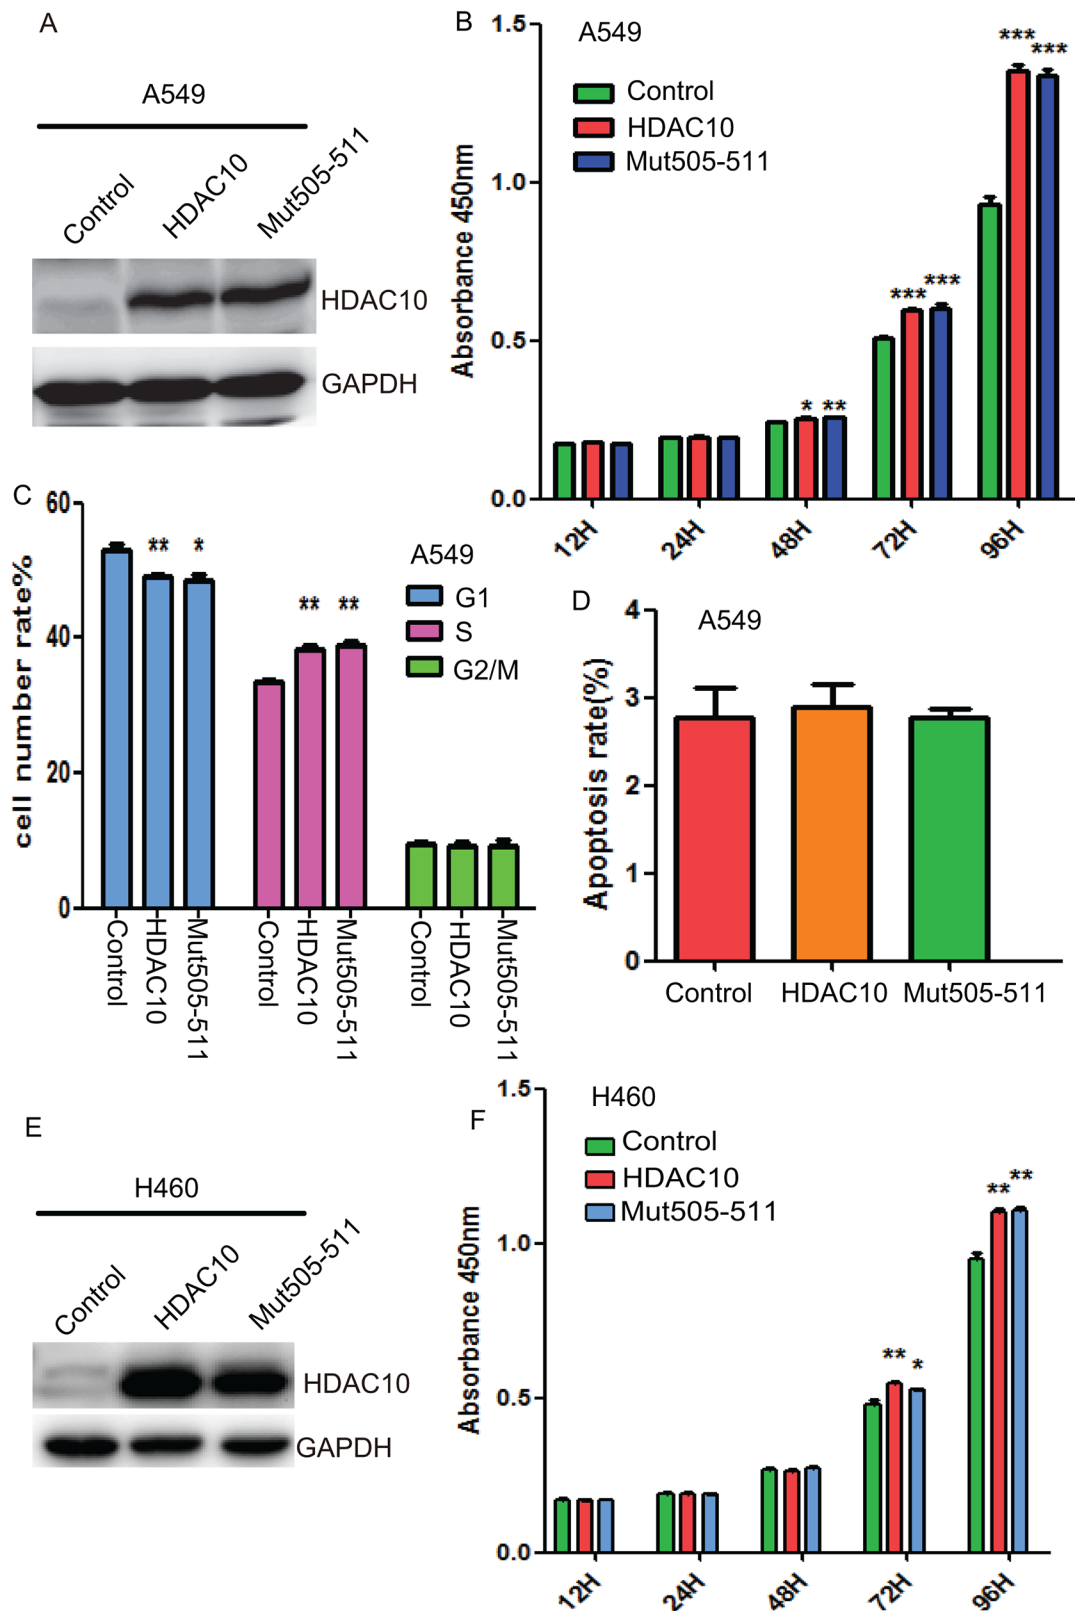 A
A549
Control
HDAC10
Mut505-511
HDAC10
GAPDH
B
A549
Control
HDAC10
Mut505-511
Absorbance 450nm
1.5
1.0
0.5
0.0
* **
*** ***
*** ***
12H
24H
48H
72H
96H
C
cell number rate%
60
40
20
0
** *
** **
A549
G1
S
G2/M
Control
HDAC10
Mut505-511
Control
HDAC10
Mut505-511
Control
HDAC10
Mut505-511
D
A549
Apoptosis rate(%)
4
3
2
1
0
Control
HDAC10
Mut505-511
E
H460
Control
HDAC10
Mut505-511
HDAC10
GAPDH
F
H460
Control
HDAC10
Mut505-511
Absorbance 450nm
1.5
1.0
0.5
0.0
** *
** **
12H
24H
48H
72H
96H